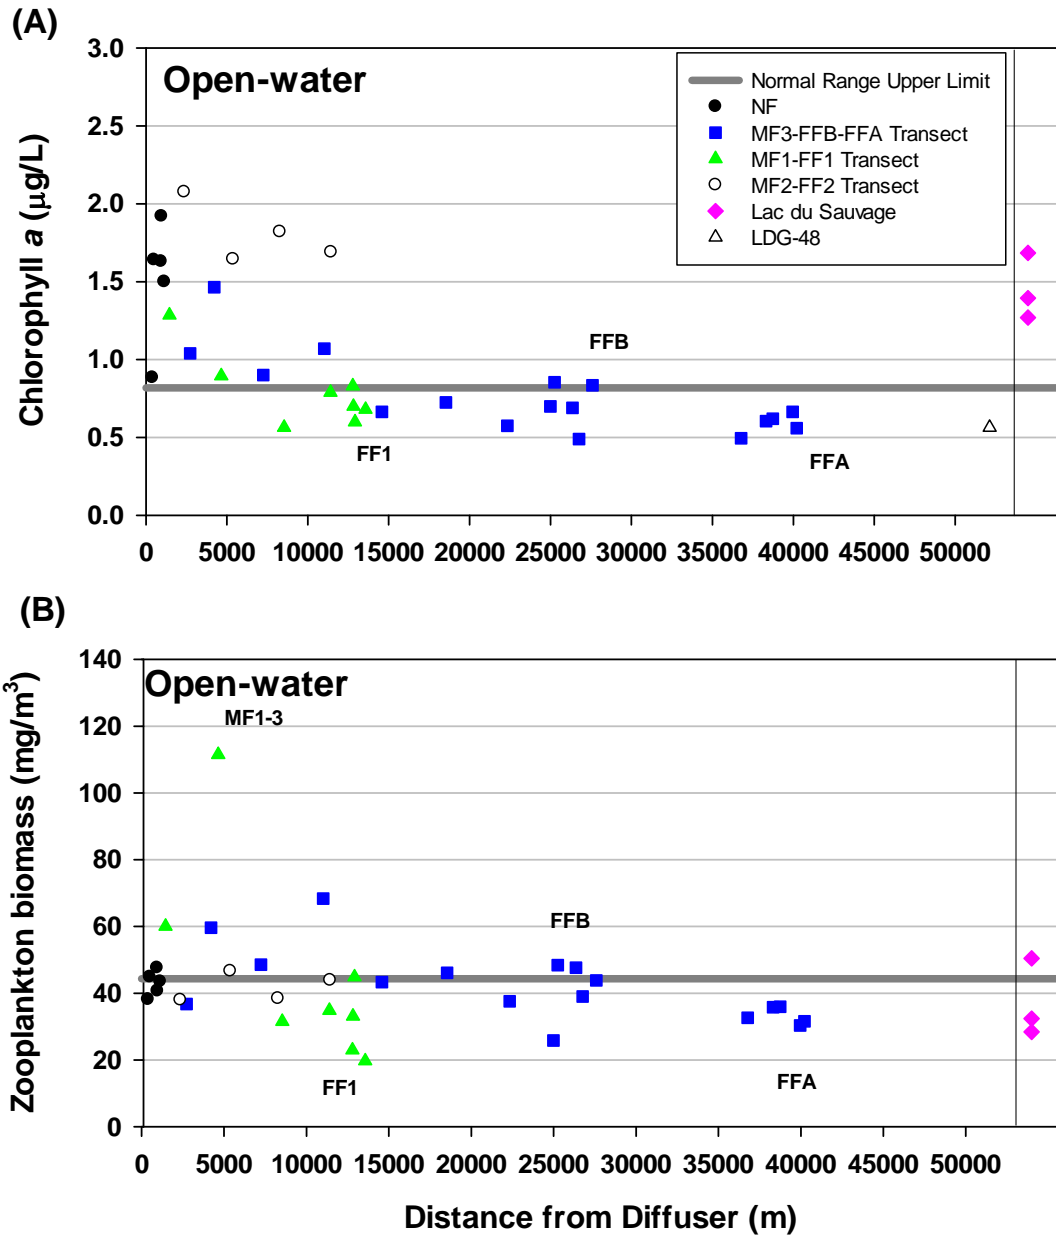 (A)
3.0
2.5
2.0
1.5
1.0
0.5
0.0
Chlorophyll a (µg/L)
Open-water
Normal Range Upper Limit
NF
MF3-FFB-FFA Transect
MF1-FF1 Transect
MF2-FF2 Transect
Lac du Sauvage
LDG-48
FFB
FF1
FFA
0 5000 10000 15000 20000 25000 30000 35000 40000 45000 50000
(B)
140
120
100
80
60
40
20
0
Zooplankton biomass (mg/m³)
Open-water
MF1-3
FFB
FF1
FFA
0 5000 10000 15000 20000 25000 30000 35000 40000 45000 50000
Distance from Diffuser (m)